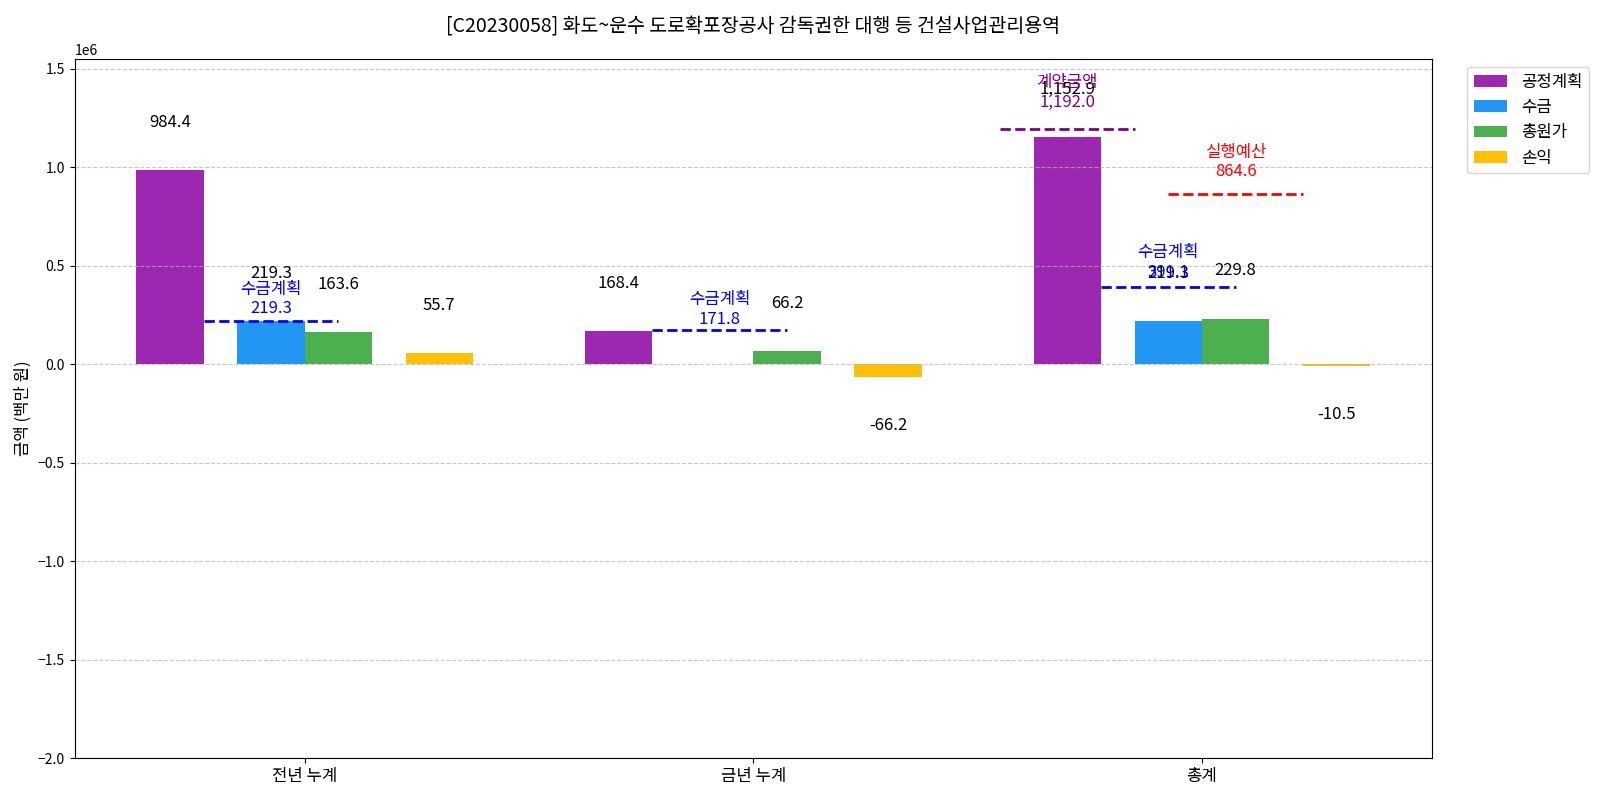 [C20230058] 화도~운수 도로확포장공사 감독권한 대행 등 건설사업관리용역
1e6
1.5
1.0
0.5
0.0
−0.5
−1.0
−1.5
−2.0
금액 (백만 원)
984.4
219.3
수금계획
219.3
163.6
55.7
168.4
수금계획
171.8
66.2
-66.2
계약금액
1,152.9
1,192.0
실행예산
864.6
수금계획
391.1
219.3
229.8
-10.5
전년 누계
금년 누계
총계
공정계획
수금
총원가
손익